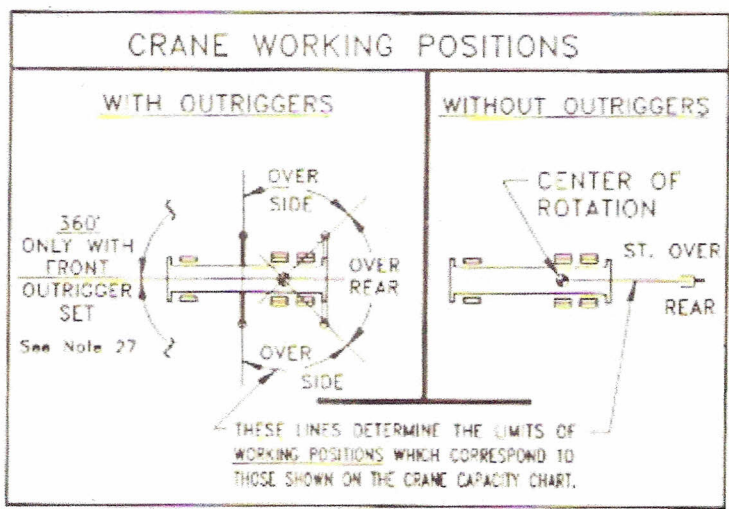 CRANE WORKING POSITIONS
WITH OUTRIGGERS
OVER
SIDE
360°
ONLY WITH
FRONT
OUTRIGGER
SET
See Note 27
OVER
REAR
OVER
SIDE
WITHOUT OUTRIGGERS
CENTER OF
ROTATION
ST. OVER
REAR
THESE LINES DETERMINE THE LIMITS OF
WORKING POSITIONS WHICH CORRESPOND TO
THOSE SHOWN ON THE CRANE CAPACITY CHART.